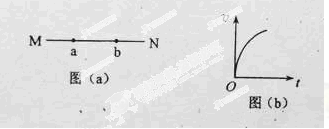 M a b N
图（a）
v
O t
图（b）